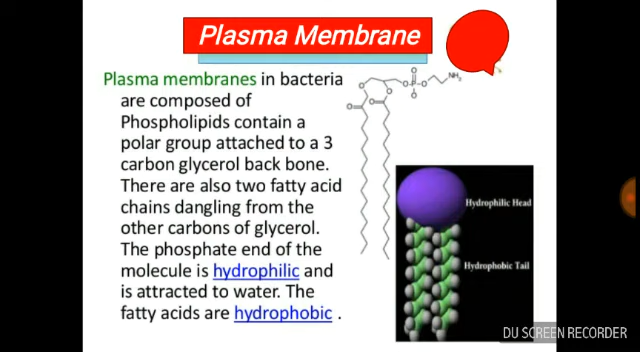 Plasma Membrane
Plasma membranes in bacteria
are composed of
Phospholipids contain a
polar group attached to a 3
carbon glycerol back bone.
There are also two fatty acid
chains dangling from the
other carbons of glycerol.
The phosphate end of the
molecule is hydrophilic and
is attracted to water. The
fatty acids are hydrophobic .
NH2
O
O
O
O
O
P
O
O
O
Hydrophilic Head
Hydrophobic Tail
DU SCREEN RECORDER